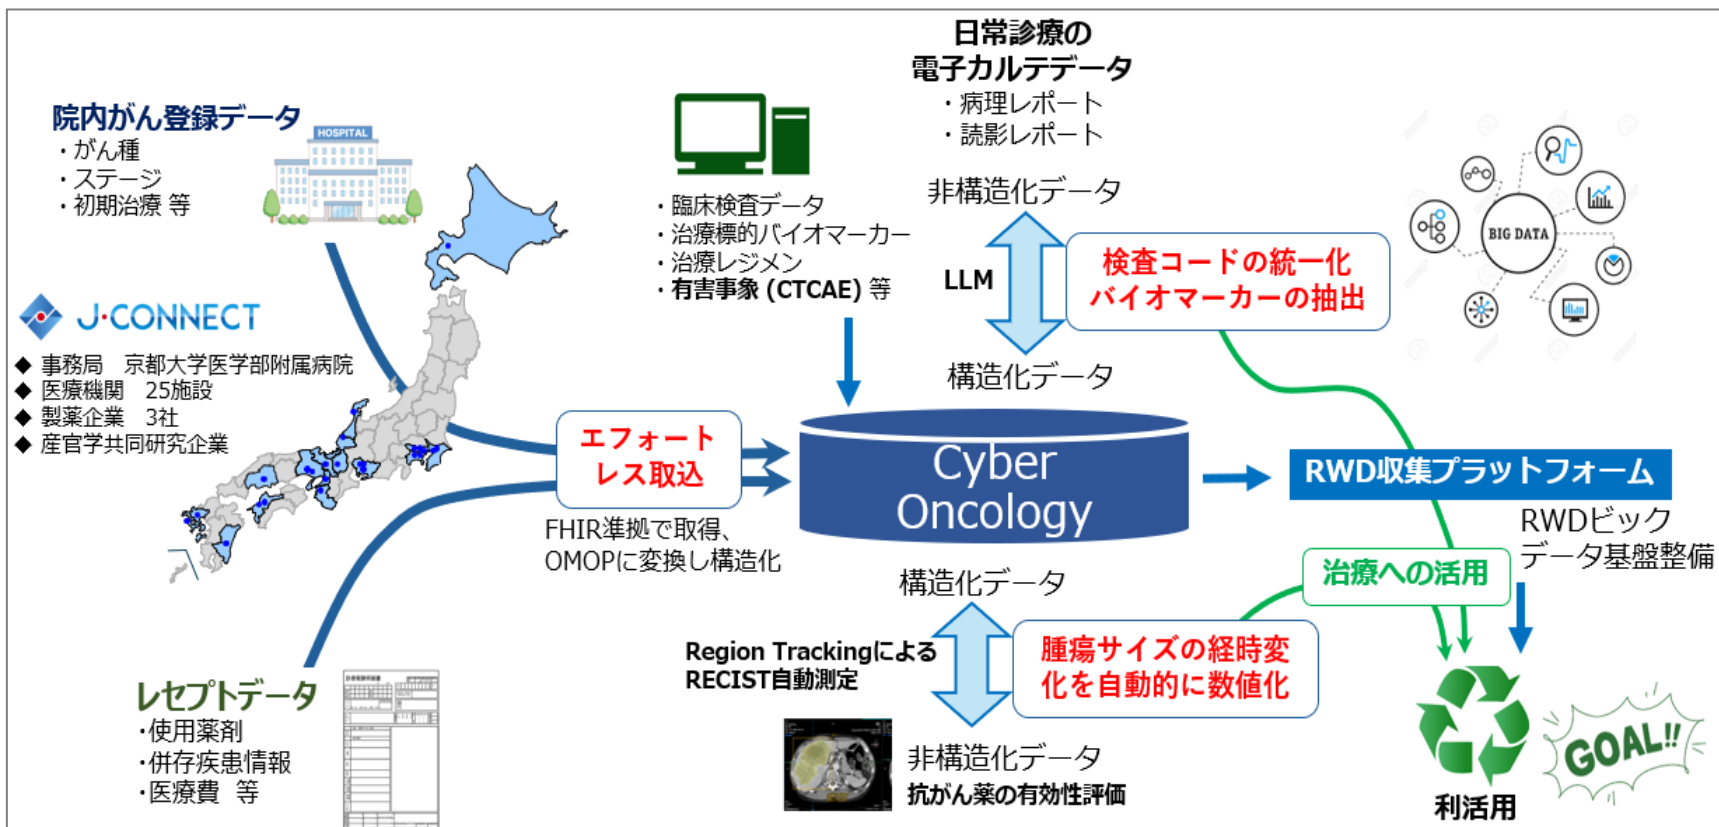 院内がん登録データ
・がん種
・ステージ
・初期治療 等
HOSPITAL
J·CONNECT
◆ 事務局 京都大学医学部附属病院
◆ 医療機関 25施設
◆ 製薬企業 3社
◆ 産官学共同研究企業
レセプトデータ
・使用薬剤
・併存疾患情報
・医療費 等
エフォート
レス取込
FHIR準拠で取得、
OMOPに変換し構造化
・臨床検査データ
・治療標的バイオマーカー
・治療レジメン
・有害事象 (CTCAE) 等
日常診療の
電子カルテデータ
・病理レポート
・読影レポート
非構造化データ
LLM
検査コードの統一化
バイオマーカーの抽出
構造化データ
Cyber
Oncology
構造化データ
Region Trackingによる
RECIST自動測定
腫瘍サイズの経時変
化を自動的に数値化
非構造化データ
抗がん薬の有効性評価
BIG DATA
RWD収集プラットフォーム
RWDビック
データ基盤整備
治療への活用
GOAL!!
利活用